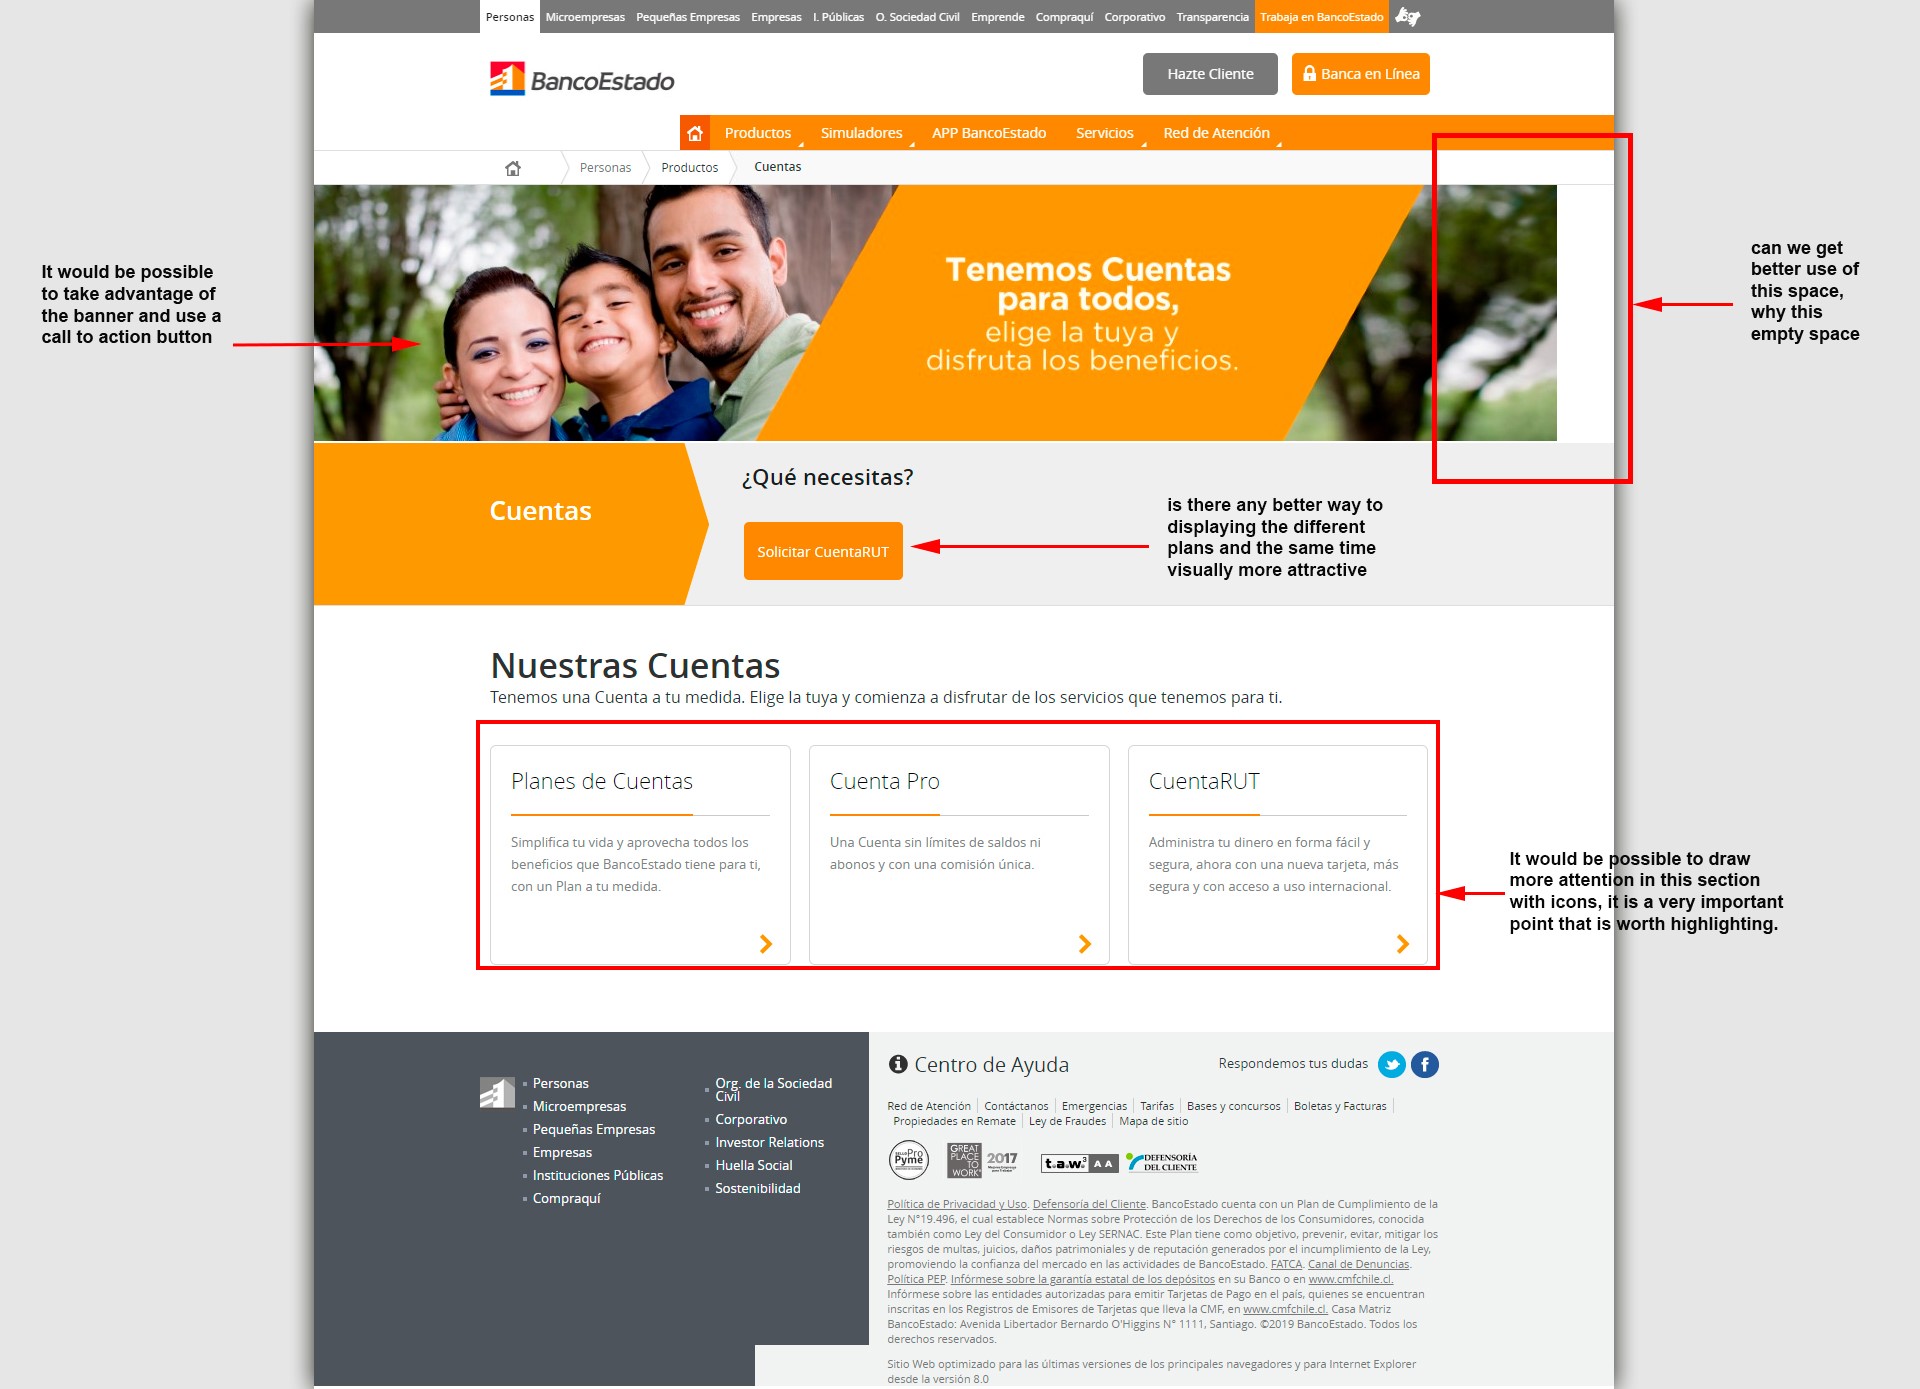 Personas Microempresas Pequeñas Empresas Empresas I. Públicas O. Sociedad Civil Emprende Compraquí Corporativo Transparencia Trabaja en BancoEstado
BancoEstado
Hazte Cliente
Banca en Línea
Productos Simuladores APP BancoEstado Servicios Red de Atención
Personas Productos Cuentas
Tenemos Cuentas
para todos,
elige la tuya y
disfruta los beneficios.
It would be possible
to take advantage of
the banner and use a
call to action button
can we get
better use of
this space,
why this
empty space
Cuentas
¿Qué necesitas?
Solicitar CuentaRUT
is there any better way to
displaying the different
plans and the same time
visually more attractive
Nuestras Cuentas
Tenemos una Cuenta a tu medida. Elige la tuya y comienza a disfrutar de los servicios que tenemos para ti.
Planes de Cuentas
Simplifica tu vida y aprovecha todos los
beneficios que BancoEstado tiene para ti,
con un Plan a tu medida.
Cuenta Pro
Una Cuenta sin límites de saldos ni
abonos y con una comisión única.
CuentaRUT
Administra tu dinero en forma fácil y
segura, ahora con una nueva tarjeta, más
segura y con acceso a uso internacional.
It would be possible to draw
more attention in this section
with icons, it is a very important
point that is worth highlighting.
Personas
Microempresas
Pequeñas Empresas
Empresas
Instituciones Públicas
Compraquí
Org. de la Sociedad
Civil
Corporativo
Investor Relations
Huella Social
Sostenibilidad
Centro de Ayuda
Respondemos tus dudas
Red de Atención Contáctanos Emergencias Tarifas Bases y concursos Boletas y Facturas
Propiedades en Remate Ley de Fraudes Mapa de sitio
Pro
Pyme
GREAT
PLACE
TO
WORK
2017
t.a.w.3 AA
DEFENSORÍA
DEL CLIENTE
Política de Privacidad y Uso. Defensoría del Cliente. BancoEstado cuenta con un Plan de Cumplimiento de la
Ley N°19.496, el cual establece Normas sobre Protección de los Derechos de los Consumidores, conocida
también como Ley del Consumidor o Ley SERNAC. Este Plan tiene como objetivo, prevenir, evitar, mitigar los
riesgos de multas, juicios, daños patrimoniales y de reputación generados por el incumplimiento de la Ley,
promoviendo la confianza del mercado en las actividades de BancoEstado. FATCA. Canal de Denuncias.
Política PEP. Infórmese sobre la garantía estatal de los depósitos en su Banco o en www.cmfchile.cl.
Infórmese sobre las entidades autorizadas para emitir Tarjetas de Pago en el país, quienes se encuentran
inscritas en los Registros de Emisores de Tarjetas que lleva la CMF, en www.cmfchile.cl. Casa Matriz
BancoEstado: Avenida Libertador Bernardo O'Higgins N° 1111, Santiago. ©2019 BancoEstado. Todos los
derechos reservados.
Sitio Web optimizado para las últimas versiones de los principales navegadores y para Internet Explorer
desde la versión 8.0